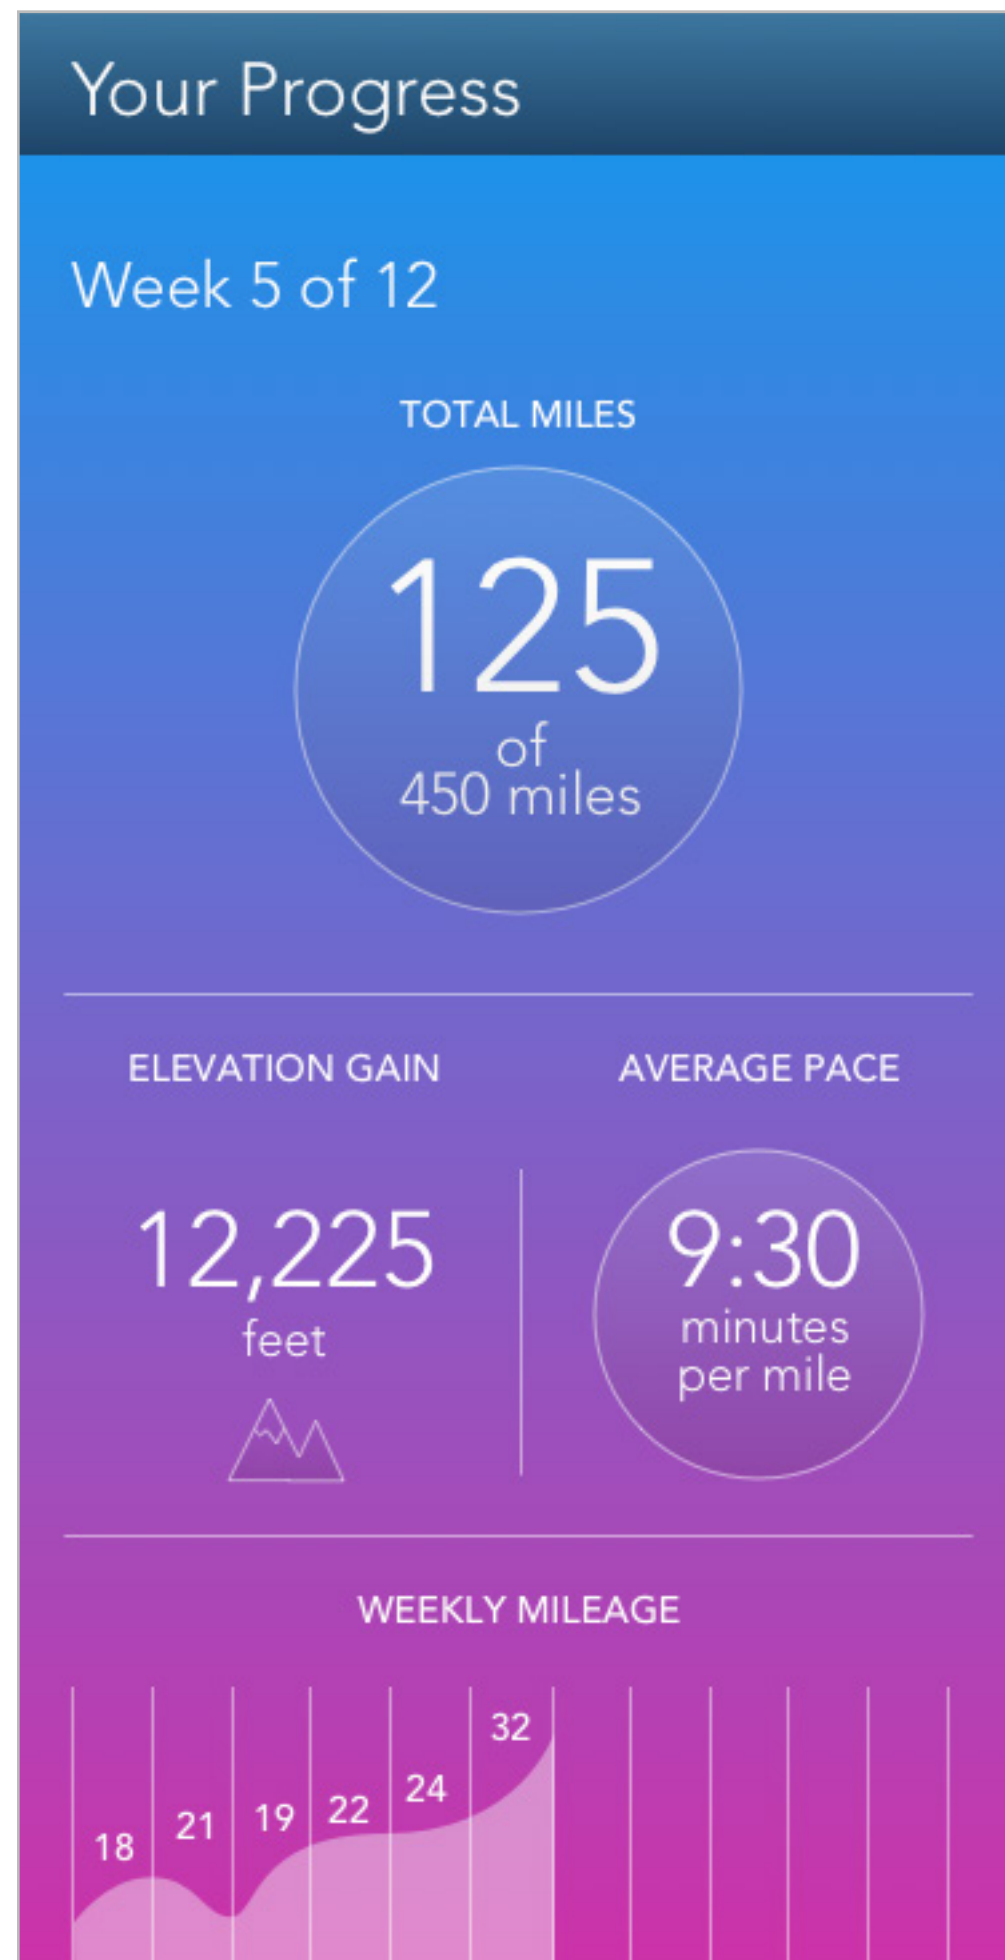 Your Progress
Week 5 of 12
TOTAL MILES
125
of
450 miles
ELEVATION GAIN
12,225
feet
AVERAGE PACE
9:30
minutes
per mile
WEEKLY MILEAGE
18 21 19 22 24 32